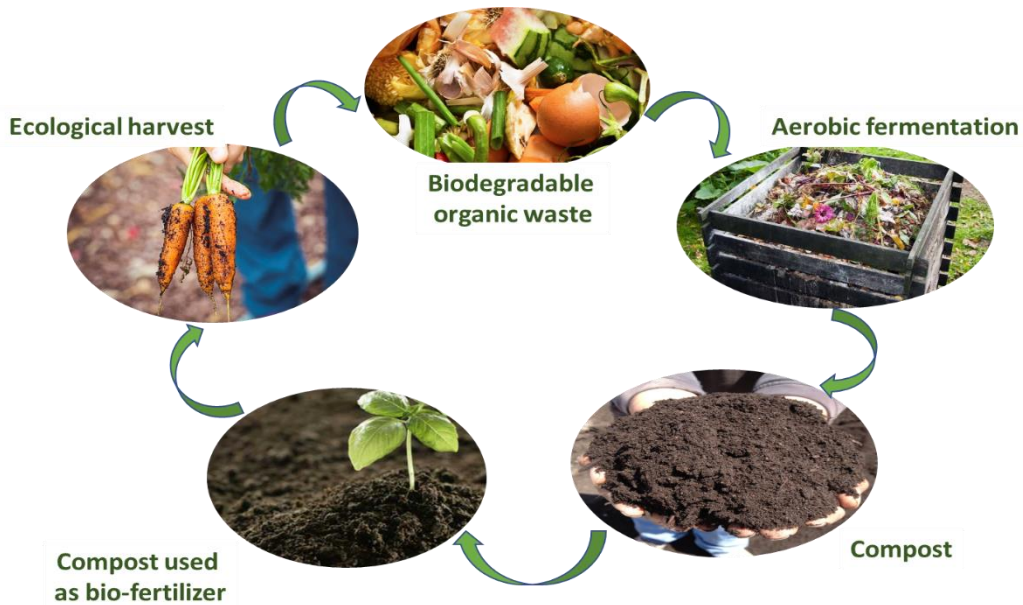 Biodegradable
organic waste
Aerobic fermentation
Compost
Compost used
as bio-fertilizer
Ecological harvest